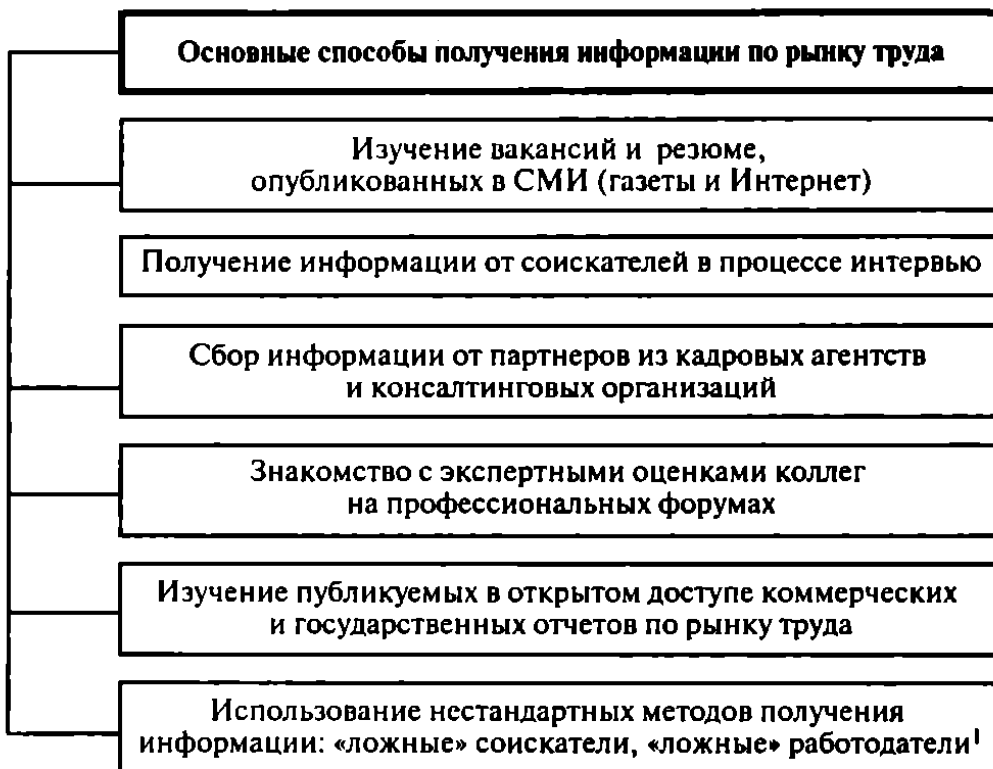 Основные способы получения информации по рынку труда
Изучение вакансий и резюме,
опубликованных в СМИ (газеты и Интернет)
Получение информации от соискателей в процессе интервью
Сбор информации от партнеров из кадровых агентств
и консалтинговых организаций
Знакомство с экспертными оценками коллег
на профессиональных форумах
Изучение публикуемых в открытом доступе коммерческих
и государственных отчетов по рынку труда
Использование нестандартных методов получения
информации: «ложные» соискатели, «ложные» работодатели¹